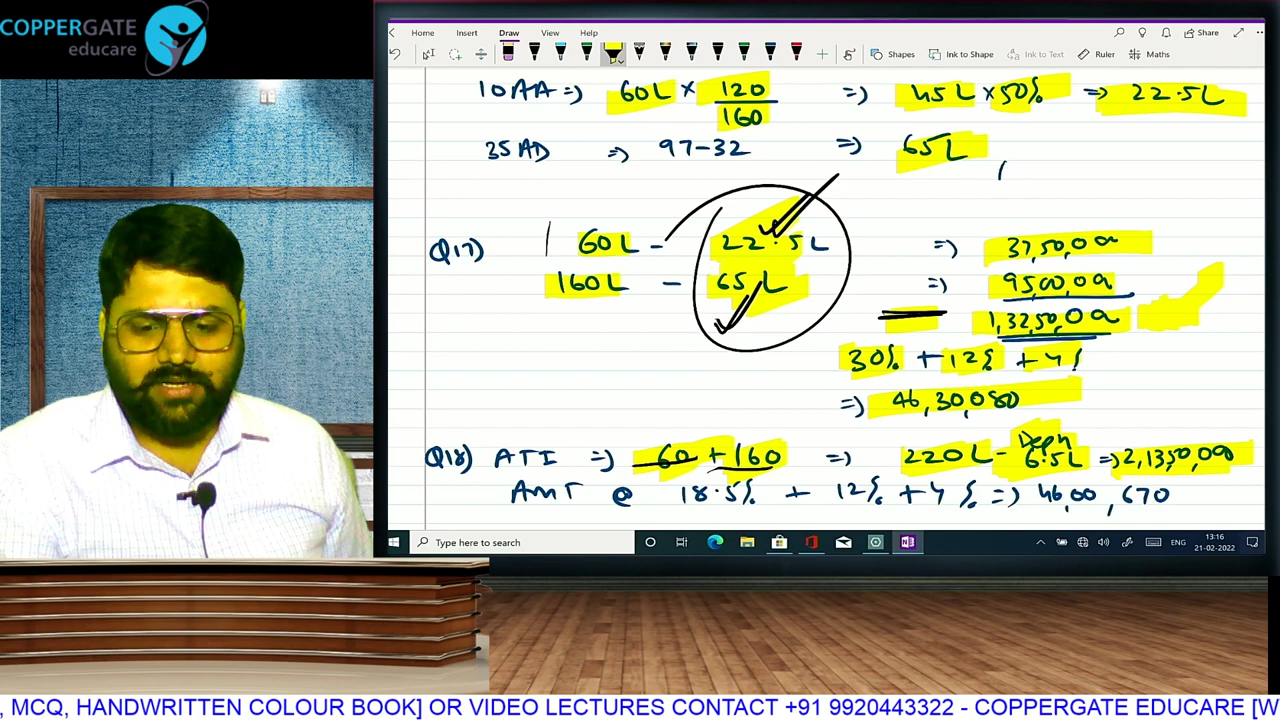 COPPERGATE
educare
Home Insert Draw View Help
Share
Shapes Ink to Space Ink to Text Ruler Maths
10AA => 60L × 120/160 => 45L × 50% => 22.5L
35AD => 97-32 => 65L
Q17) 60L - 22.5L => 37,50,000
160L - 65L => 95,00,000
1,32,50,000
30% + 12% + 4%
=> 46,30,080
Q18) ATI => 60 + 160 => 220L - Depn 6.5L => 2,13,50,000
AMT @ 18.5% + 12% + 4% => 46,00,670
Type here to search
ENG
13:16
21-02-2022
, MCQ, HANDWRITTEN COLOUR BOOK] OR VIDEO LECTURES CONTACT +91 9920443322 - COPPERGATE EDUCARE [W